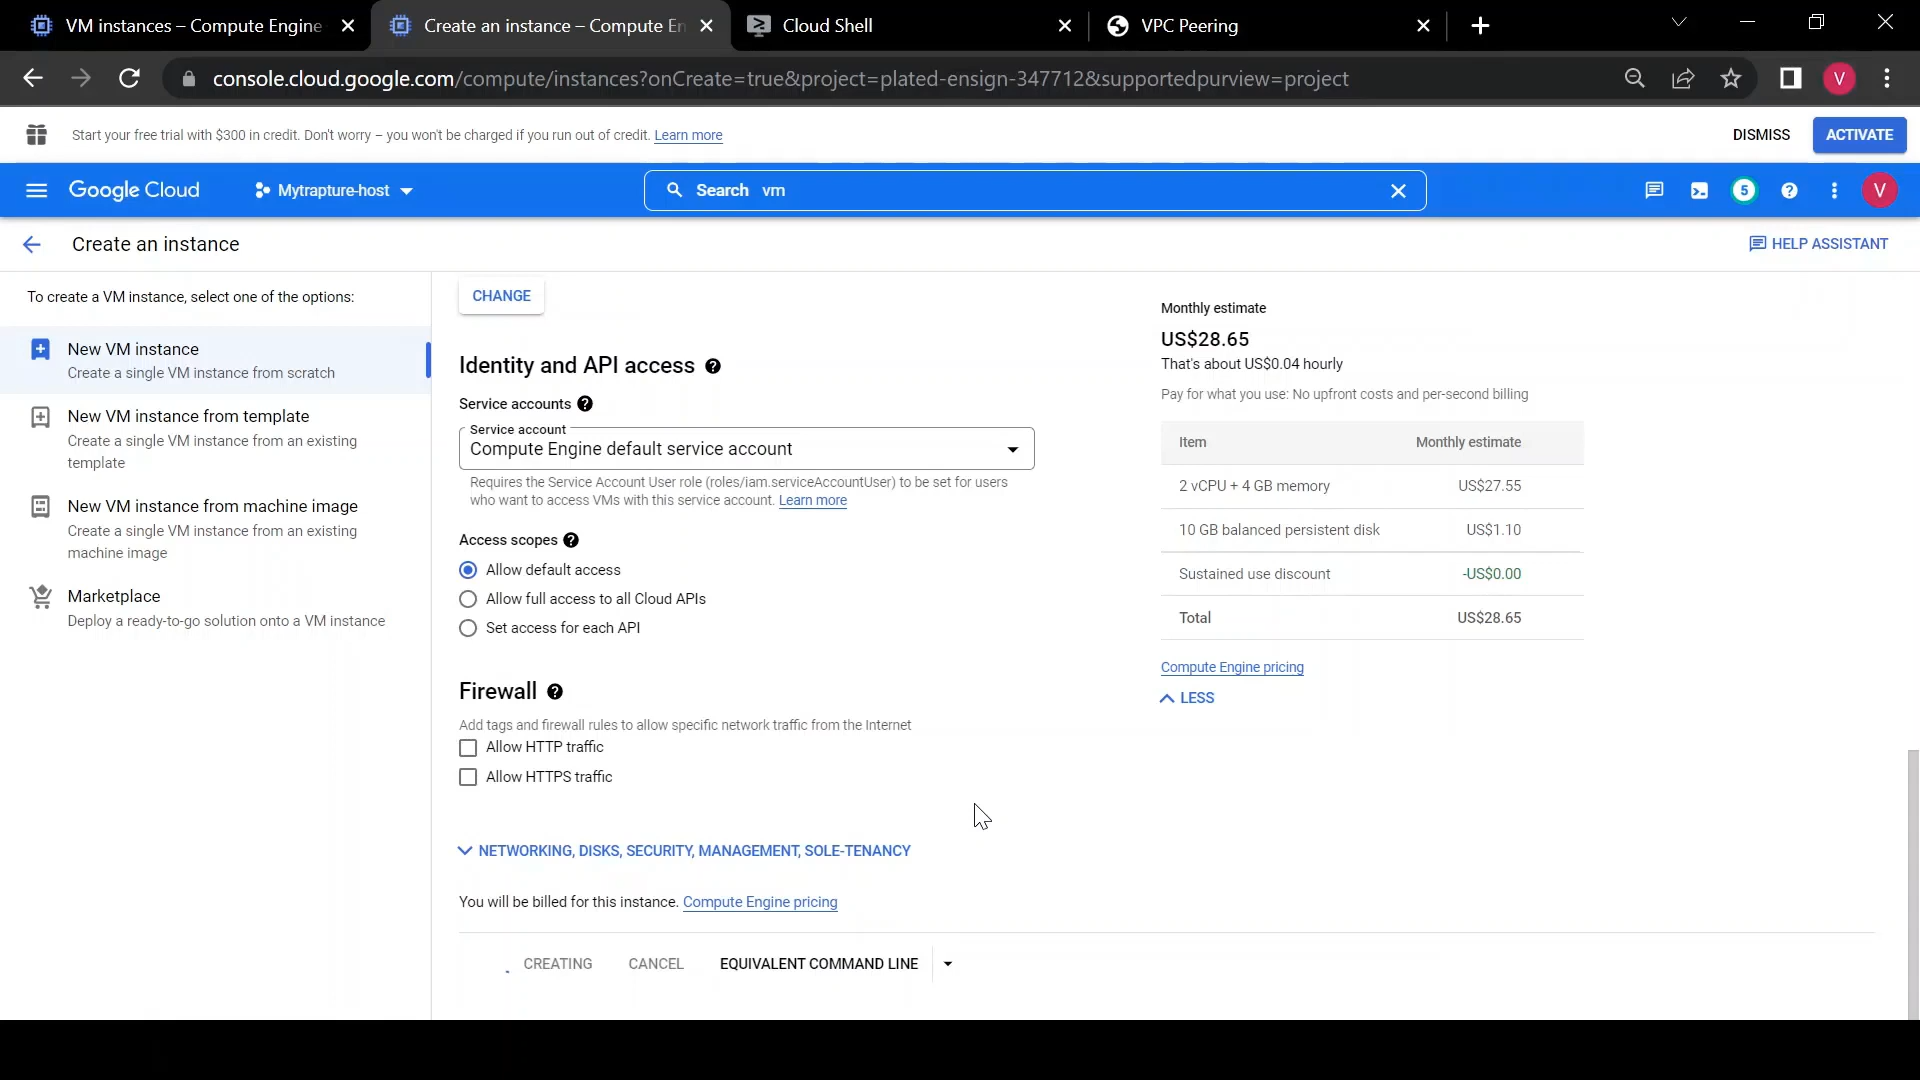 VM instances – Compute Engine
Create an instance – Compute En
Cloud Shell
VPC Peering
console.cloud.google.com/compute/instances?onCreate=true&project=plated-ensign-347712&supportedpurview=project
V
Start your free trial with $300 in credit. Don't worry – you won't be charged if you run out of credit. Learn more
DISMISS
ACTIVATE
Google Cloud
Mytrapture-host
Search vm
5
V
Create an instance
HELP ASSISTANT
To create a VM instance, select one of the options:
New VM instance
Create a single VM instance from scratch
New VM instance from template
Create a single VM instance from an existing
template
New VM instance from machine image
Create a single VM instance from an existing
machine image
Marketplace
Deploy a ready-to-go solution onto a VM instance
CHANGE
Identity and API access
Service accounts
Service account
Compute Engine default service account
Requires the Service Account User role (roles/iam.serviceAccountUser) to be set for users
who want to access VMs with this service account. Learn more
Access scopes
Allow default access
Allow full access to all Cloud APIs
Set access for each API
Firewall
Add tags and firewall rules to allow specific network traffic from the Internet
Allow HTTP traffic
Allow HTTPS traffic
NETWORKING, DISKS, SECURITY, MANAGEMENT, SOLE-TENANCY
You will be billed for this instance. Compute Engine pricing
CREATING
CANCEL
EQUIVALENT COMMAND LINE
Monthly estimate
US$28.65
That's about US$0.04 hourly
Pay for what you use: No upfront costs and per-second billing
Item Monthly estimate
2 vCPU + 4 GB memory US$27.55
10 GB balanced persistent disk US$1.10
Sustained use discount -US$0.00
Total US$28.65
Compute Engine pricing
LESS